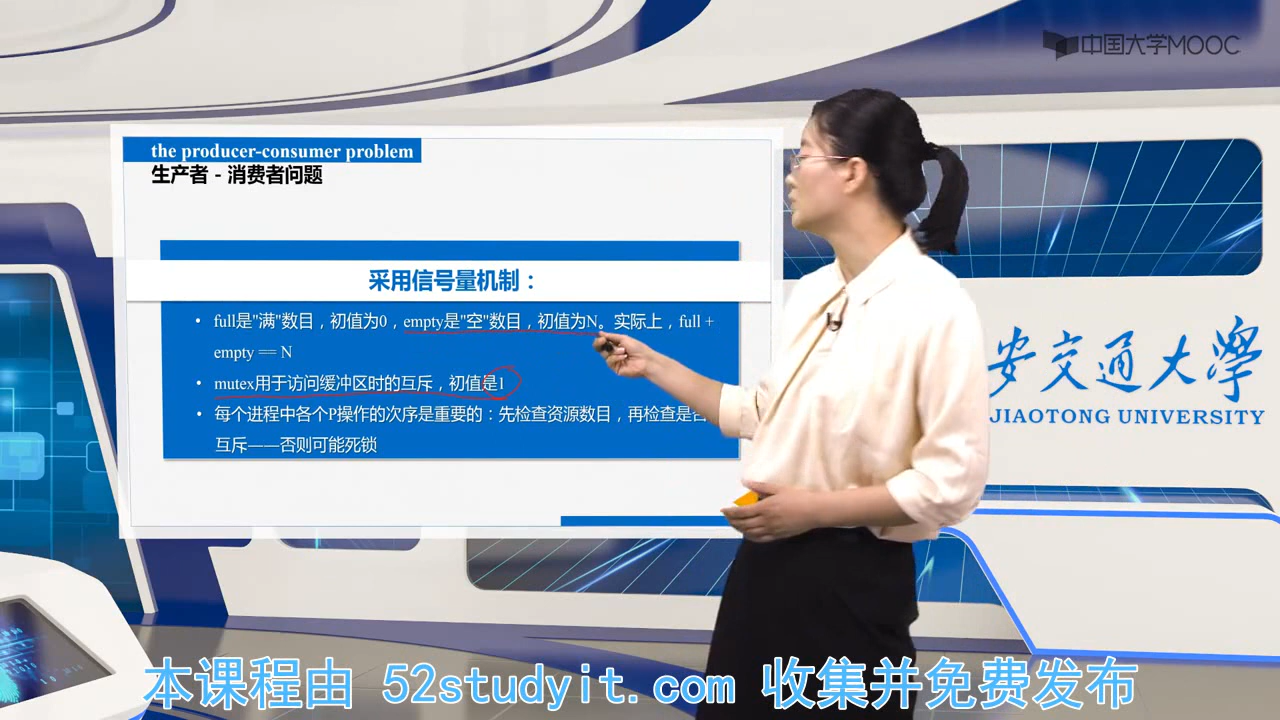 中国大学MOOC
the producer-consumer problem
生产者 - 消费者问题
采用信号量机制：
• full是"满"数目，初值为0，empty是"空"数目，初值为N。实际上，full +
empty == N
• mutex用于访问缓冲区时的互斥，初值是1
• 每个进程中各个P操作的次序是重要的：先检查资源数目，再检查是否
互斥——否则可能死锁
安交通大学
JIAOTONG UNIVERSITY
本课程由 52studyit.com 收集并免费发布